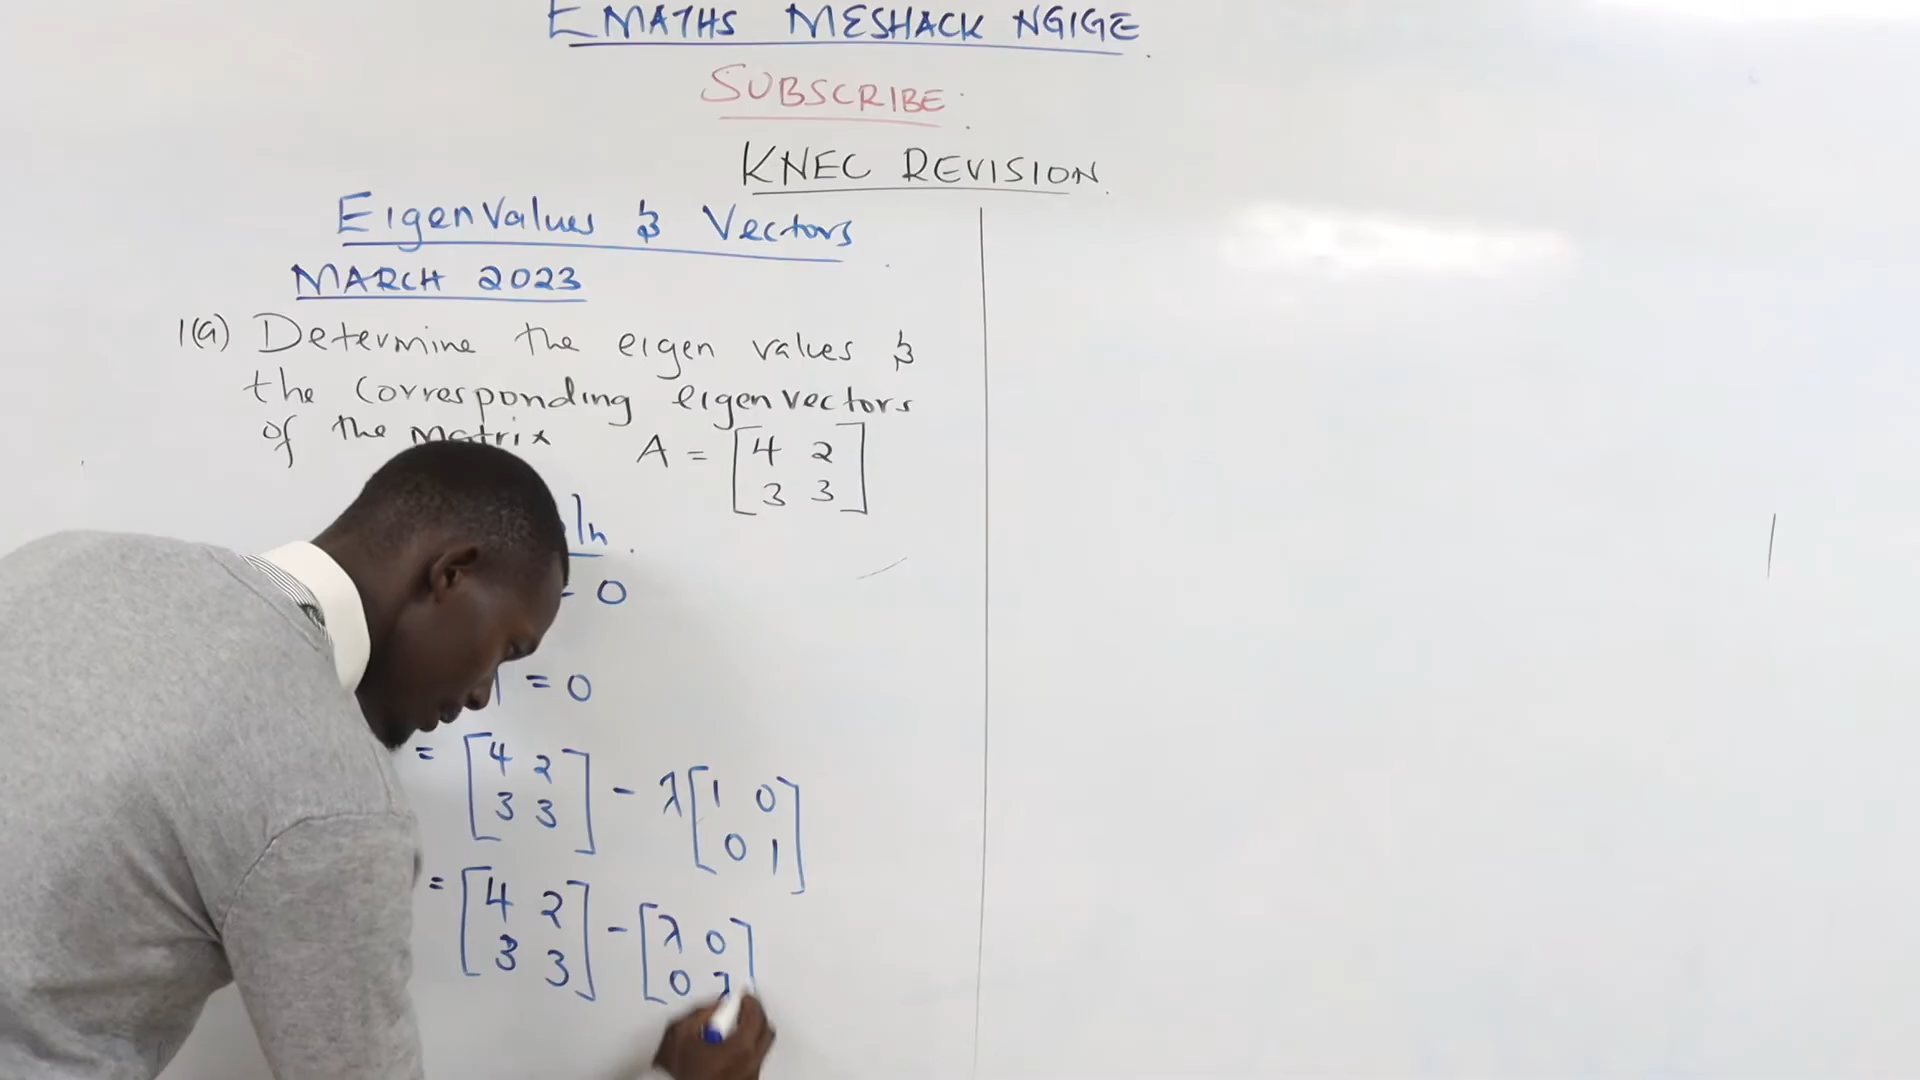 EMATHS MESHACK NGIGE
SUBSCRIBE
KNEC REVISION
EigenValues & Vectors
MARCH 2023
1(a) Determine the eigen values &
the corresponding eigenvectors
of the matrix A = [4 2
3 3]
ln
- 0
= 0
= [4 2
3 3] - λ[1 0
0 1]
= [4 2
3 3] - [λ 0
0 λ]